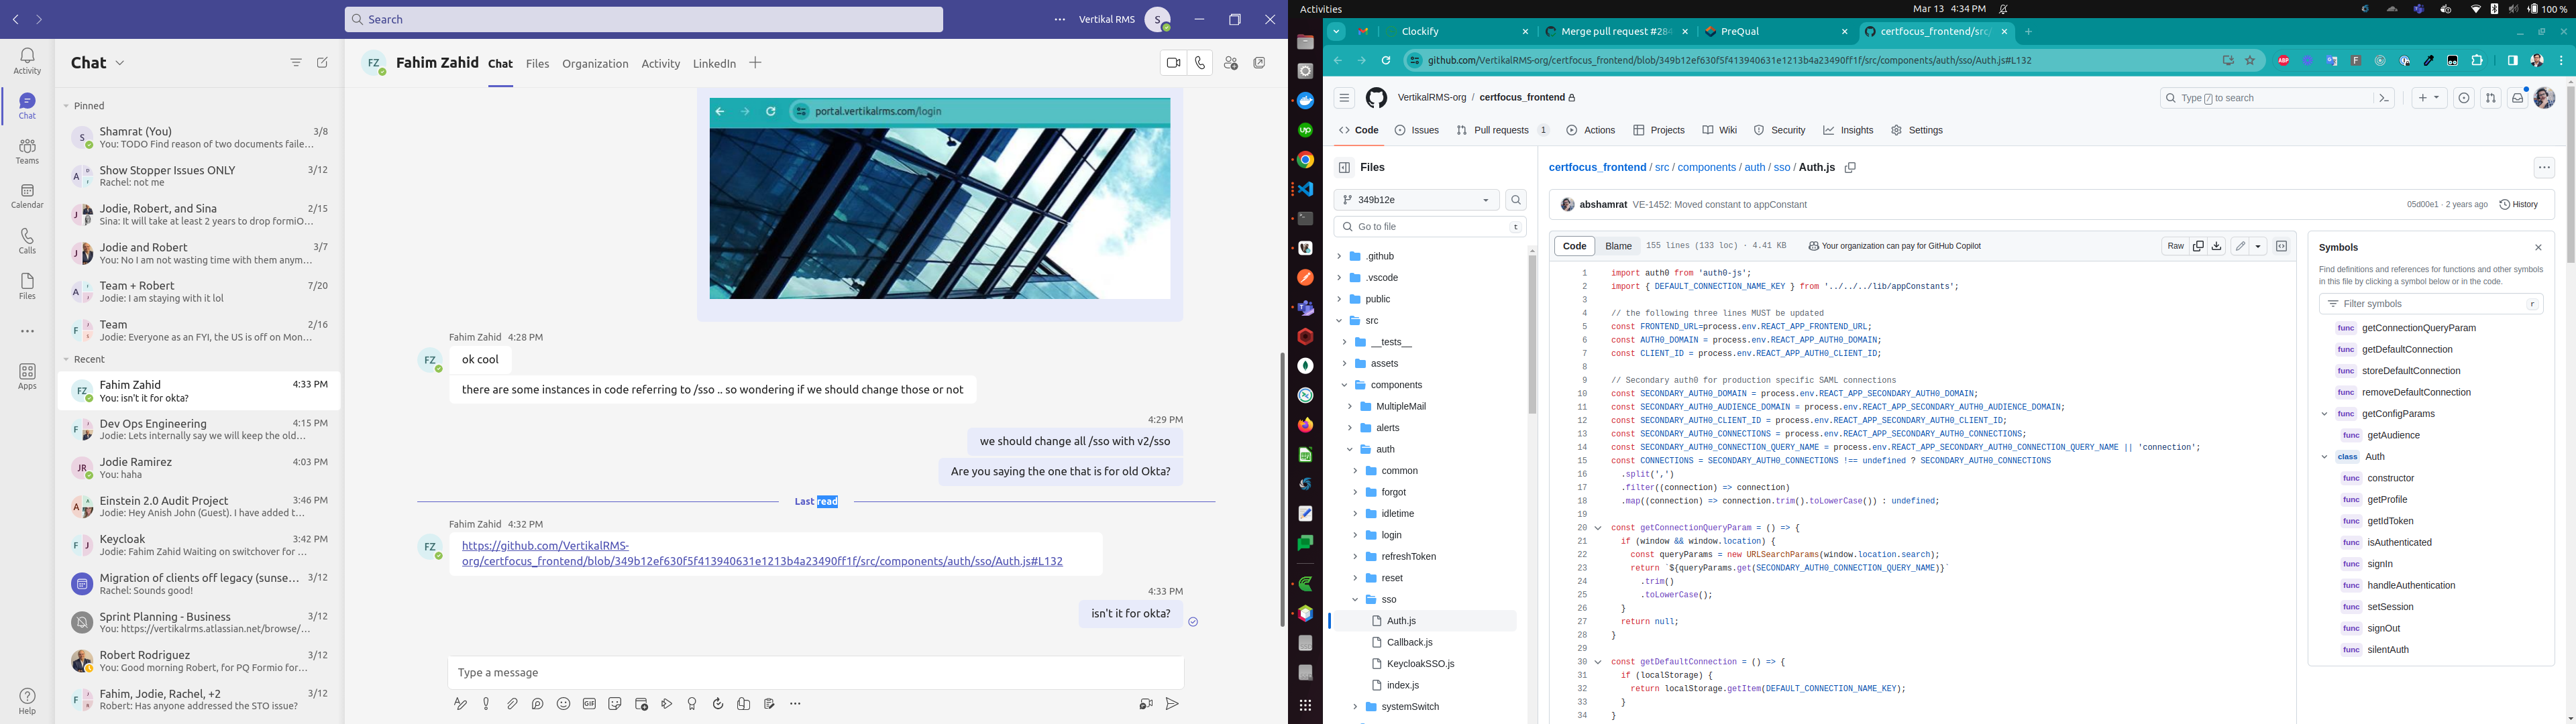 Search
Vertikal RMS
S
Activity
Chat
Teams
Calendar
Calls
Files
Apps
Help
Chat
Pinned
Shamrat (You) 3/8
You: TODO Find reason of two documents faile...
Show Stopper Issues ONLY 3/12
Rachel: not me
Jodie, Robert, and Sina 2/15
Sina: It will take at least 2 years to drop formiO...
Jodie and Robert 3/7
You: No I am not wasting time with them anym...
Team + Robert 7/20
Jodie: I am staying with it lol
Team 2/16
Jodie: Everyone as an FYI, the US is off on Mon...
Recent
Fahim Zahid 4:33 PM
You: isn't it for okta?
Dev Ops Engineering 4:15 PM
Jodie: Lets internally say we will keep the old...
Jodie Ramirez 4:03 PM
You: haha
Einstein 2.0 Audit Project 3:46 PM
Jodie: Hey Anish John (Guest). I have added t...
Keycloak 3:42 PM
Jodie: Fahim Zahid Waiting on switchover for ...
Migration of clients off legacy (sunse... 3/12
Rachel: Sounds good!
Sprint Planning - Business 3/12
You: https://vertikalrms.atlassian.net/browse/...
Robert Rodriguez 3/12
You: Good morning Robert, for PQ Formio for...
Fahim, Jodie, Rachel, +2 3/12
Robert: Has anyone addressed the STO issue?
FZ Fahim Zahid Chat Files Organization Activity LinkedIn
portal.vertikalrms.com/login
Fahim Zahid 4:28 PM
FZ
ok cool
there are some instances in code referring to /sso .. so wondering if we should change those or not
4:29 PM
we should change all /sso with v2/sso
Are you saying the one that is for old Okta?
Last read
Fahim Zahid 4:32 PM
FZ
https://github.com/VertikalRMS-
org/certfocus_frontend/blob/349b12ef630f5f413940631e1213b4a23490ff1f/src/components/auth/sso/Auth.js#L132
4:33 PM
isn't it for okta?
Type a message
Activities
Mar 13 4:34 PM
100 %
Clockify
Merge pull request #284
PreQual
certfocus_frontend/src/
github.com/VertikalRMS-org/certfocus_frontend/blob/349b12ef630f5f413940631e1213b4a23490ff1f/src/components/auth/sso/Auth.js#L132
VertikalRMS-org / certfocus_frontend
Type / to search
Code Issues Pull requests 1 Actions Projects Wiki Security Insights Settings
Files
349b12e
Go to file t
.github
.vscode
public
src
__tests__
assets
components
MultipleMail
alerts
auth
common
forgot
idletime
login
refreshToken
reset
sso
Auth.js
Callback.js
KeycloakSSO.js
index.js
systemSwitch
certfocus_frontend / src / components / auth / sso / Auth.js
abshamrat VE-1452: Moved constant to appConstant
05d00e1 · 2 years ago History
Code Blame 155 lines (133 loc) · 4.41 KB Your organization can pay for GitHub Copilot
Raw
1 import auth0 from 'auth0-js';
2 import { DEFAULT_CONNECTION_NAME_KEY } from '../../../lib/appConstants';
3
4 // the following three lines MUST be updated
5 const FRONTEND_URL=process.env.REACT_APP_FRONTEND_URL;
6 const AUTH0_DOMAIN = process.env.REACT_APP_AUTH0_DOMAIN;
7 const CLIENT_ID = process.env.REACT_APP_AUTH0_CLIENT_ID;
8
9 // Secondary auth0 for production specific SAML connections
10 const SECONDARY_AUTH0_DOMAIN = process.env.REACT_APP_SECONDARY_AUTH0_DOMAIN;
11 const SECONDARY_AUTH0_AUDIENCE_DOMAIN = process.env.REACT_APP_SECONDARY_AUTH0_AUDIENCE_DOMAIN;
12 const SECONDARY_AUTH0_CLIENT_ID = process.env.REACT_APP_SECONDARY_AUTH0_CLIENT_ID;
13 const SECONDARY_AUTH0_CONNECTIONS = process.env.REACT_APP_SECONDARY_AUTH0_CONNECTIONS;
14 const SECONDARY_AUTH0_CONNECTION_QUERY_NAME = process.env.REACT_APP_SECONDARY_AUTH0_CONNECTION_QUERY_NAME || 'connection';
15 const CONNECTIONS = SECONDARY_AUTH0_CONNECTIONS !== undefined ? SECONDARY_AUTH0_CONNECTIONS
16 .split(',')
17 .filter((connection) => connection)
18 .map((connection) => connection.trim().toLowerCase()) : undefined;
19
20 const getConnectionQueryParam = () => {
21 if (window && window.location) {
22 const queryParams = new URLSearchParams(window.location.search);
23 return `${queryParams.get(SECONDARY_AUTH0_CONNECTION_QUERY_NAME)}`
24 .trim()
25 .toLowerCase();
26 }
27 return null;
28 }
29
30 const getDefaultConnection = () => {
31 if (localStorage) {
32 return localStorage.getItem(DEFAULT_CONNECTION_NAME_KEY);
33 }
34 }
Symbols
Find definitions and references for functions and other symbols
in this file by clicking a symbol below or in the code.
Filter symbols r
func getConnectionQueryParam
func getDefaultConnection
func storeDefaultConnection
func removeDefaultConnection
func getConfigParams
func getAudience
class Auth
func constructor
func getProfile
func getIdToken
func isAuthenticated
func signIn
func handleAuthentication
func setSession
func signOut
func silentAuth